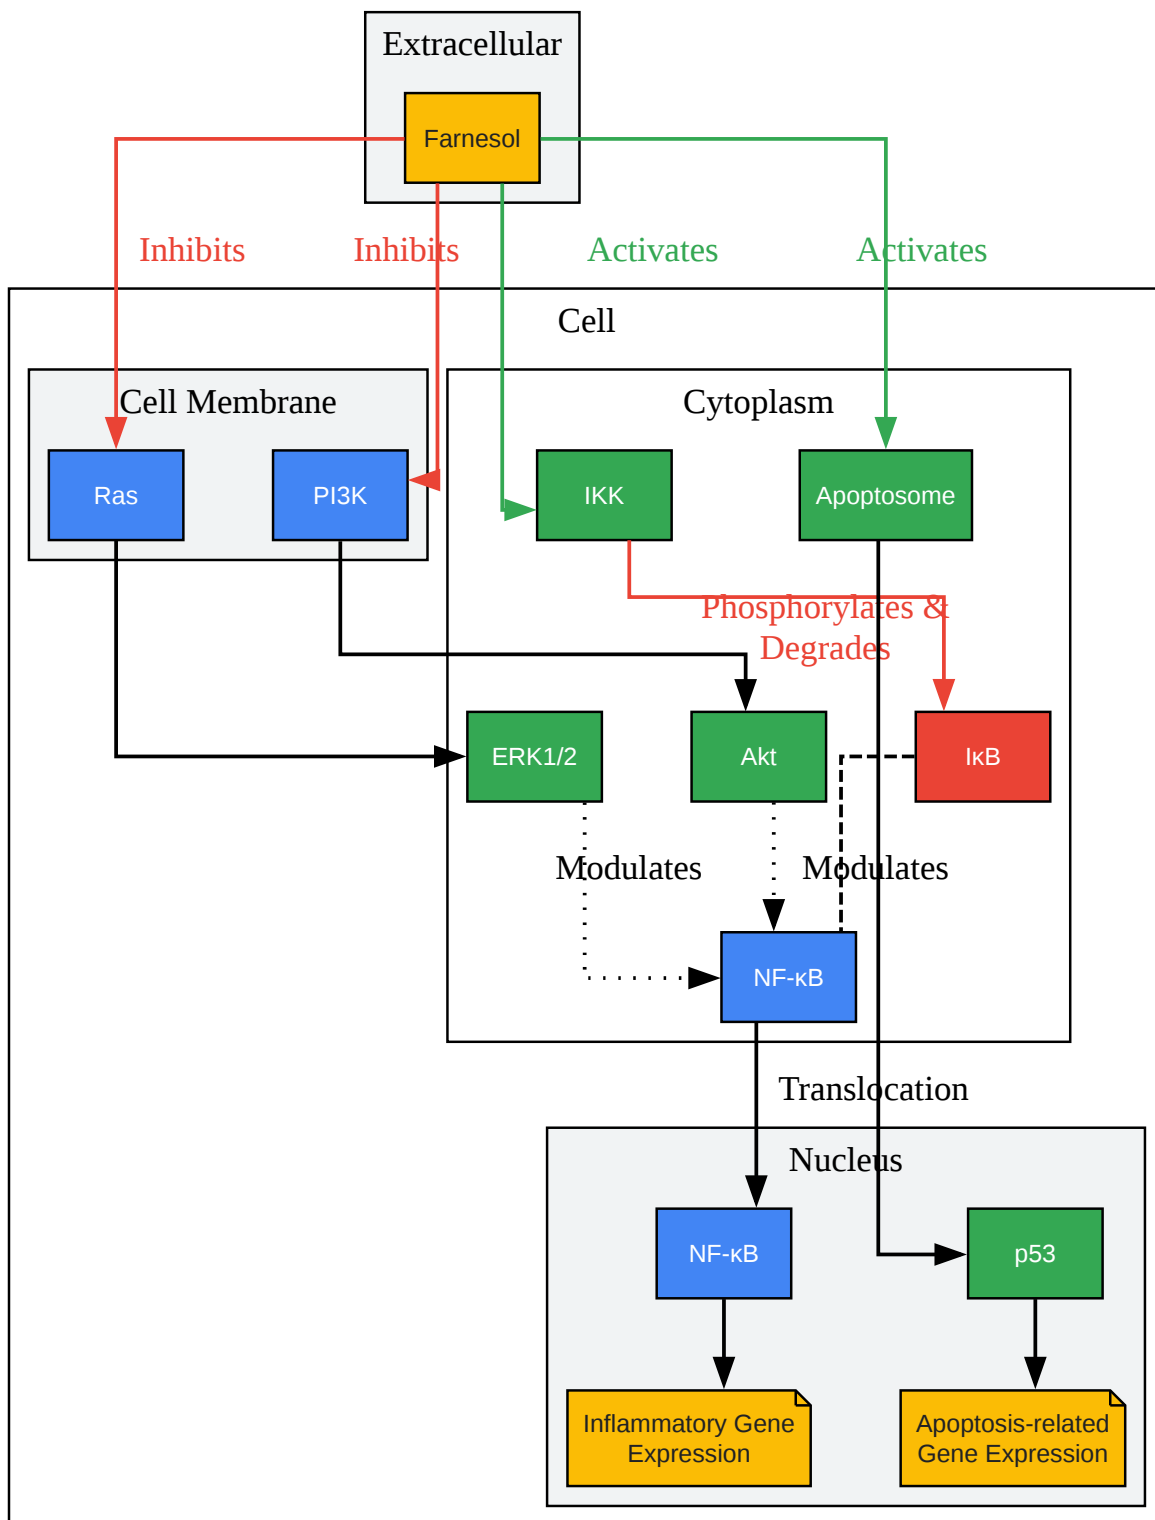 Extracellular
Farnesol
Inhibits
Inhibits
Activates
Activates
Cell
Cell Membrane
Cytoplasm
Ras
PI3K
IKK
Apoptosome
Phosphorylates &
Degrades
ERK1/2
Akt
IκB
Modulates
Modulates
NF-κB
Translocation
Nucleus
NF-κB
p53
Inflammatory Gene
Expression
Apoptosis-related
Gene Expression